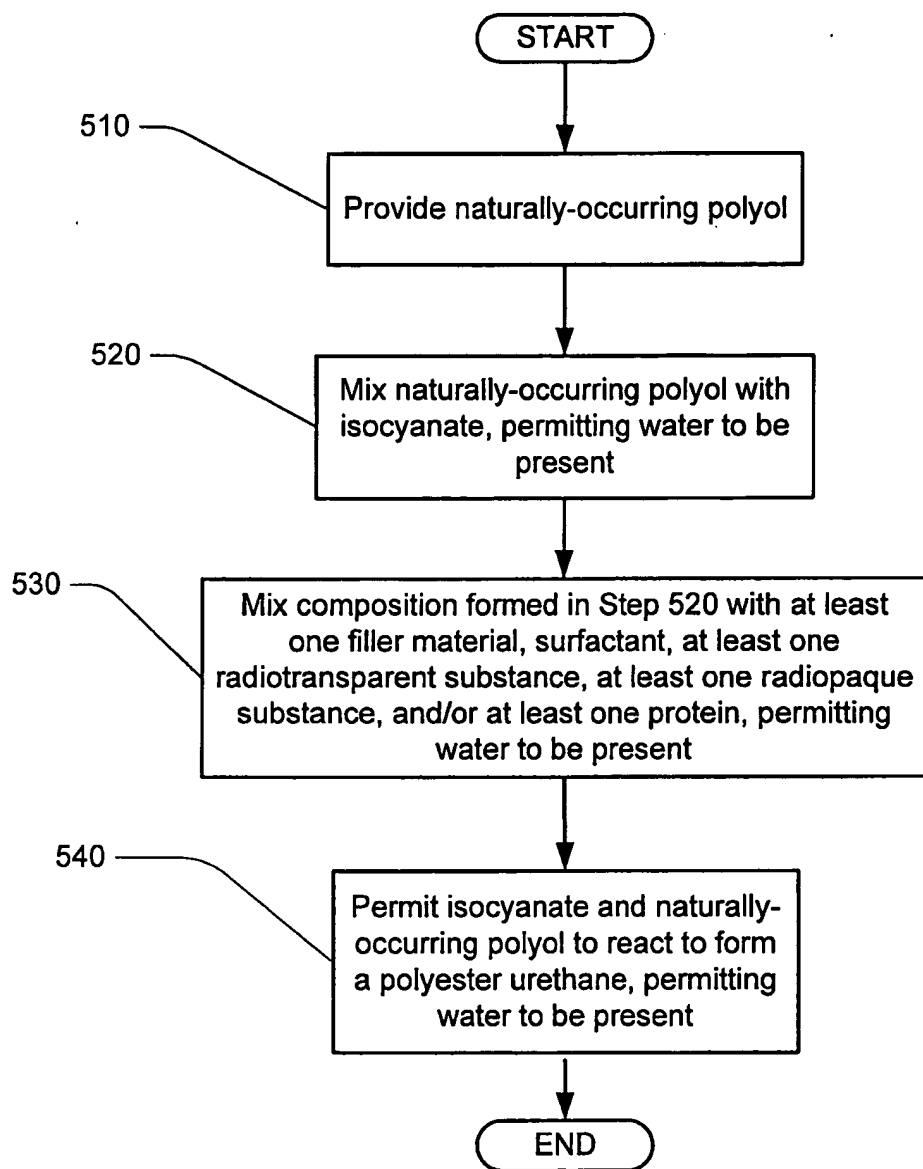 START
510
Provide naturally-occurring polyol
520
Mix naturally-occurring polyol with
isocyanate, permitting water to be
present
530
Mix composition formed in Step 520 with at least
one filler material, surfactant, at least one
radiotransparent substance, at least one radiopaque
substance, and/or at least one protein, permitting
water to be present
540
Permit isocyanate and naturally-
occurring polyol to react to form
a polyester urethane, permitting
water to be present
END